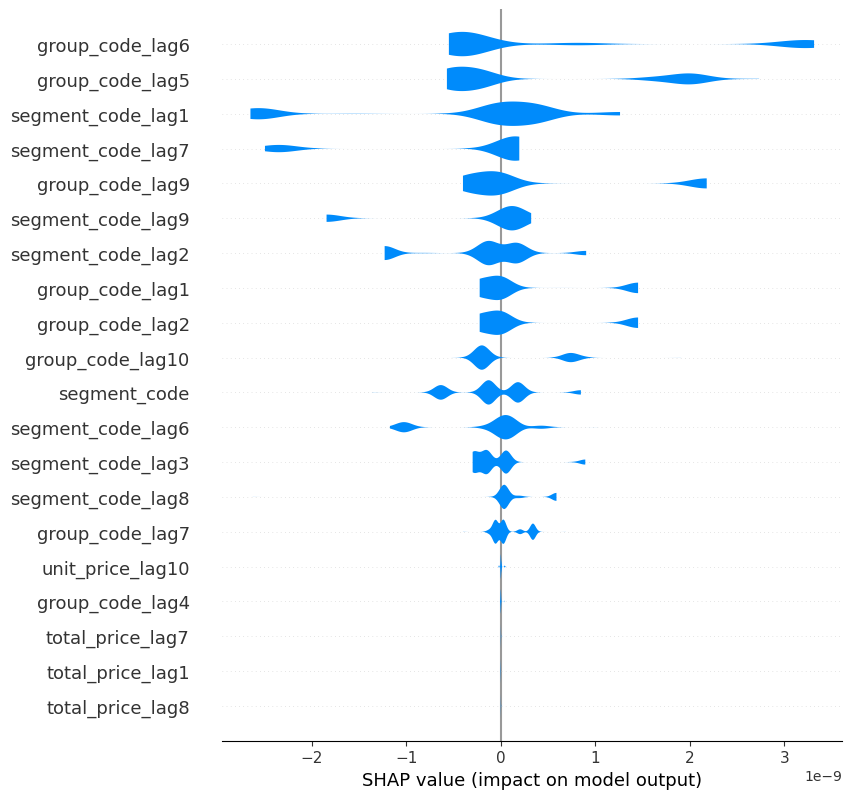 group_code_lag6
group_code_lag5
segment_code_lag1
segment_code_lag7
group_code_lag9
segment_code_lag9
segment_code_lag2
group_code_lag1
group_code_lag2
group_code_lag10
segment_code
segment_code_lag6
segment_code_lag3
segment_code_lag8
group_code_lag7
unit_price_lag10
group_code_lag4
total_price_lag7
total_price_lag1
total_price_lag8
−2 −1 0 1 2 3
1e−9
SHAP value (impact on model output)